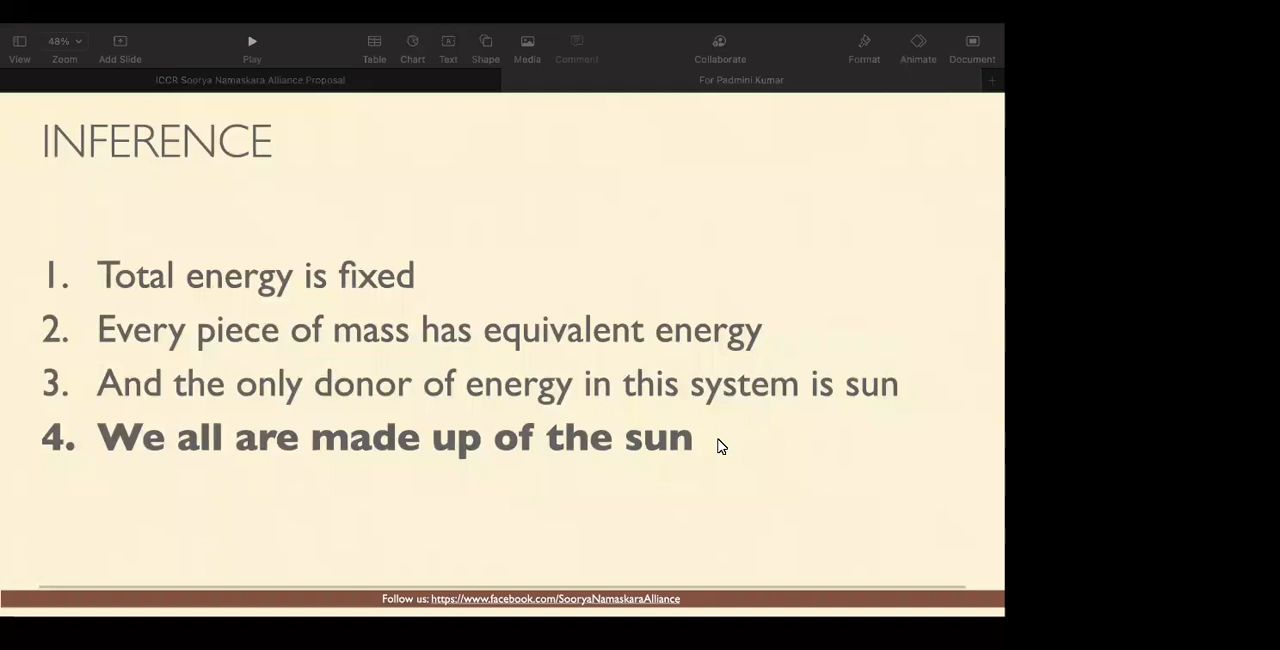 48%
View Zoom Add Slide Play Table Chart Text Shape Media Comment Collaborate Format Animate Document
ICCR Soorya Namaskara Alliance Proposal For Padmini Kumar
INFERENCE
1. Total energy is fixed
2. Every piece of mass has equivalent energy
3. And the only donor of energy in this system is sun
4. We all are made up of the sun
Follow us: https://www.facebook.com/SooryaNamaskaraAlliance